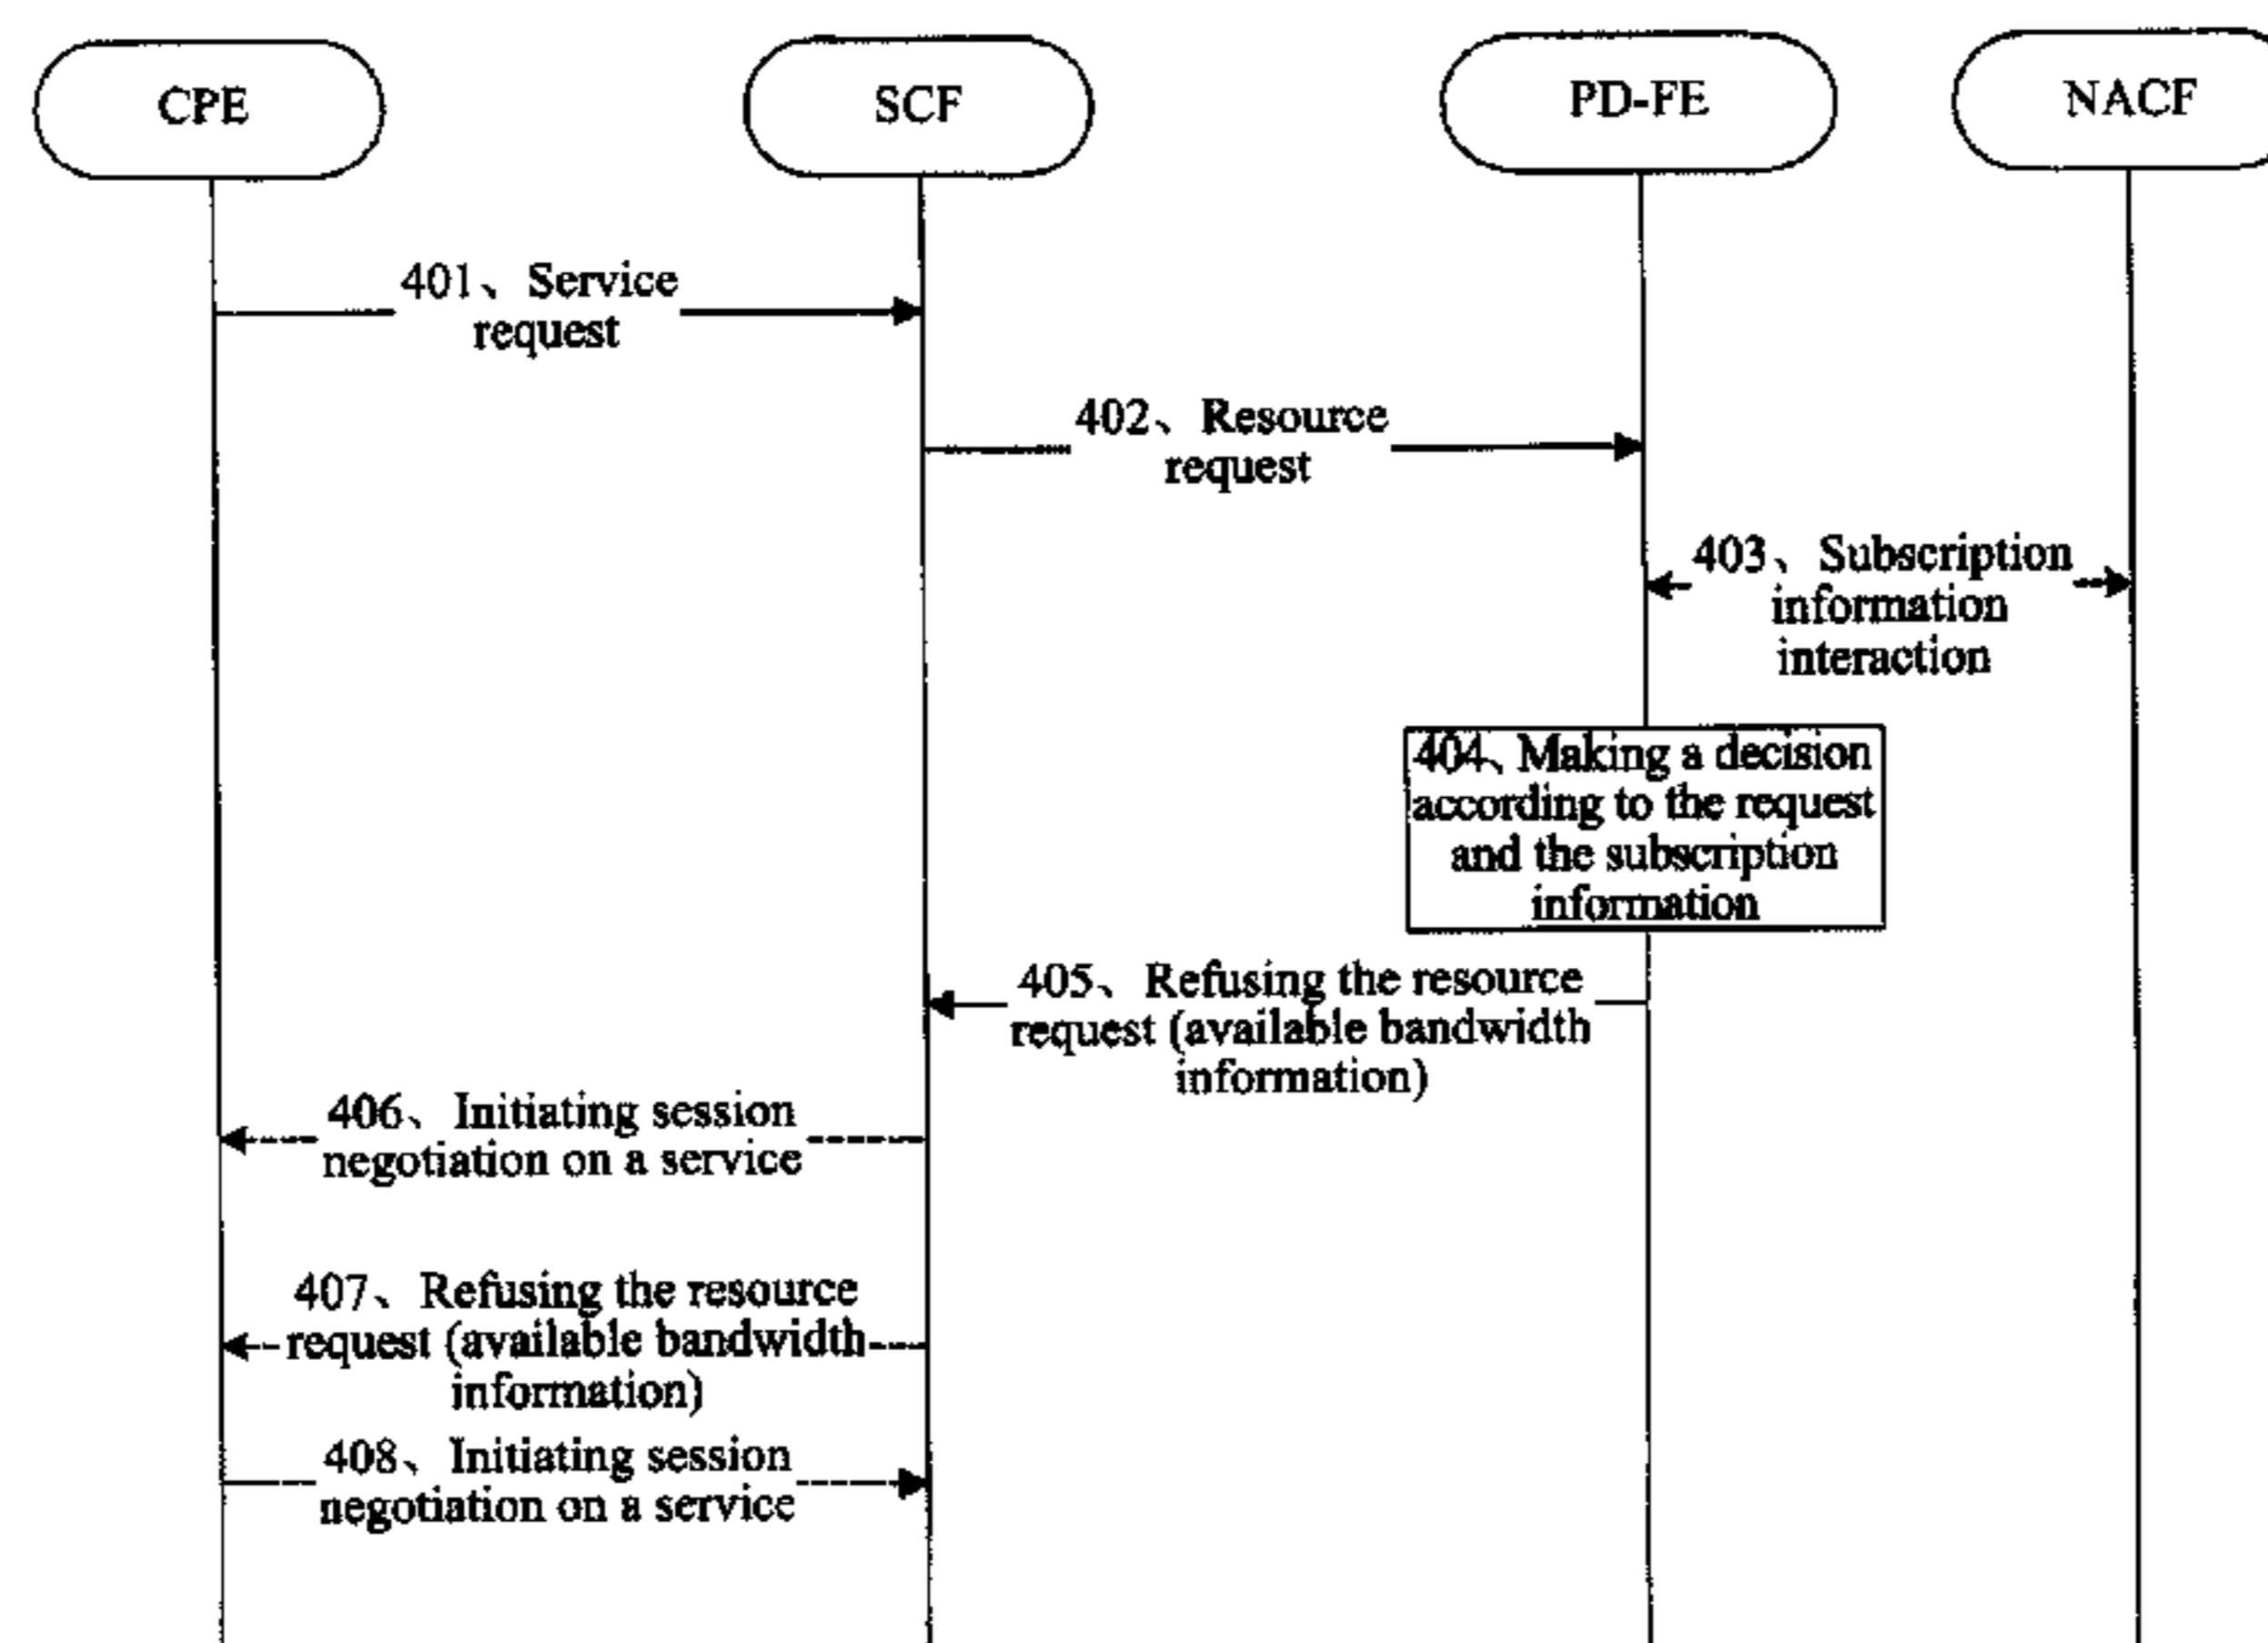 CPE
SCF
PD-FE
NACF
401、Service
request
402、Resource
request
403、Subscription
information
interaction
404、Making a decision
according to the request
and the subscription
information
405、Refusing the resource
request (available bandwidth
information)
406、Initiating session
negotiation on a service
407、Refusing the resource
request (available bandwidth
information)
408、Initiating session
negotiation on a service